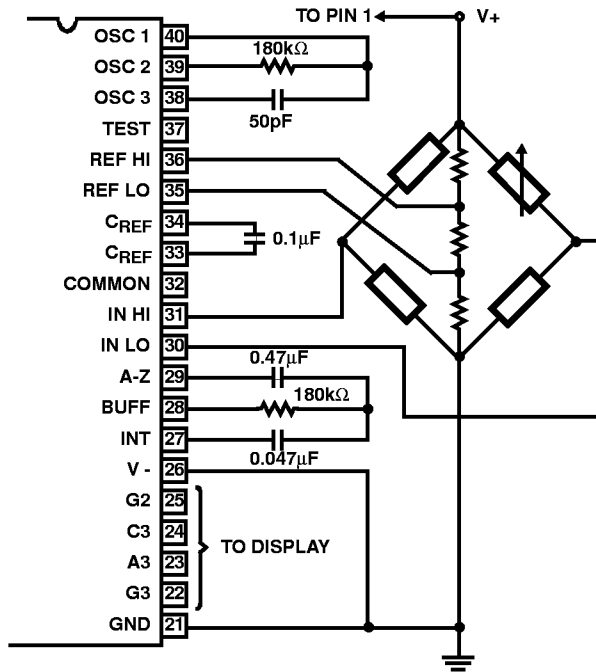 TO PIN 1 V+
OSC 1 40
180kΩ
OSC 2 39
OSC 3 38
50pF
TEST 37
REF HI 36
REF LO 35
CREF 34
0.1μF
CREF 33
COMMON 32
IN HI 31
IN LO 30
0.47μF
A-Z 29
180kΩ
BUFF 28
INT 27
0.047μF
V - 26
G2 25
C3 24
TO DISPLAY
A3 23
G3 22
GND 21